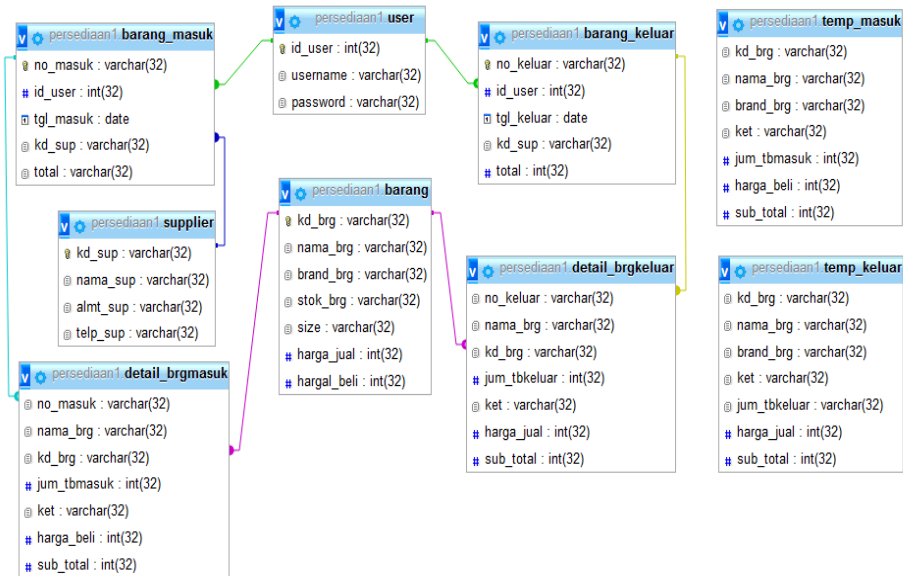 persediaan1.barang_masuk
no_masuk : varchar(32)
id_user : int(32)
tgl_masuk : date
kd_sup : varchar(32)
total : varchar(32)
persediaan1.user
id_user : int(32)
username : varchar(32)
password : varchar(32)
persediaan1.barang_keluar
no_keluar : varchar(32)
id_user : int(32)
tgl_keluar : date
kd_sup : varchar(32)
total : int(32)
persediaan1.temp_masuk
kd_brg : varchar(32)
nama_brg : varchar(32)
brand_brg : varchar(32)
ket : varchar(32)
jum_tbmasuk : int(32)
harga_beli : int(32)
sub_total : int(32)
persediaan1.supplier
kd_sup : varchar(32)
nama_sup : varchar(32)
almt_sup : varchar(32)
telp_sup : varchar(32)
persediaan1.barang
kd_brg : varchar(32)
nama_brg : varchar(32)
brand_brg : varchar(32)
stok_brg : varchar(32)
size : varchar(32)
harga_jual : int(32)
hargal_beli : int(32)
persediaan1.detail_brgkeluar
no_keluar : varchar(32)
nama_brg : varchar(32)
kd_brg : varchar(32)
jum_tbkeluar : int(32)
ket : varchar(32)
harga_jual : int(32)
sub_total : int(32)
persediaan1.temp_keluar
kd_brg : varchar(32)
nama_brg : varchar(32)
brand_brg : varchar(32)
ket : varchar(32)
jum_tbkeluar : varchar(32)
harga_jual : int(32)
sub_total : int(32)
persediaan1.detail_brgmasuk
no_masuk : varchar(32)
nama_brg : varchar(32)
kd_brg : varchar(32)
jum_tbmasuk : int(32)
ket : varchar(32)
harga_beli : int(32)
sub_total : int(32)